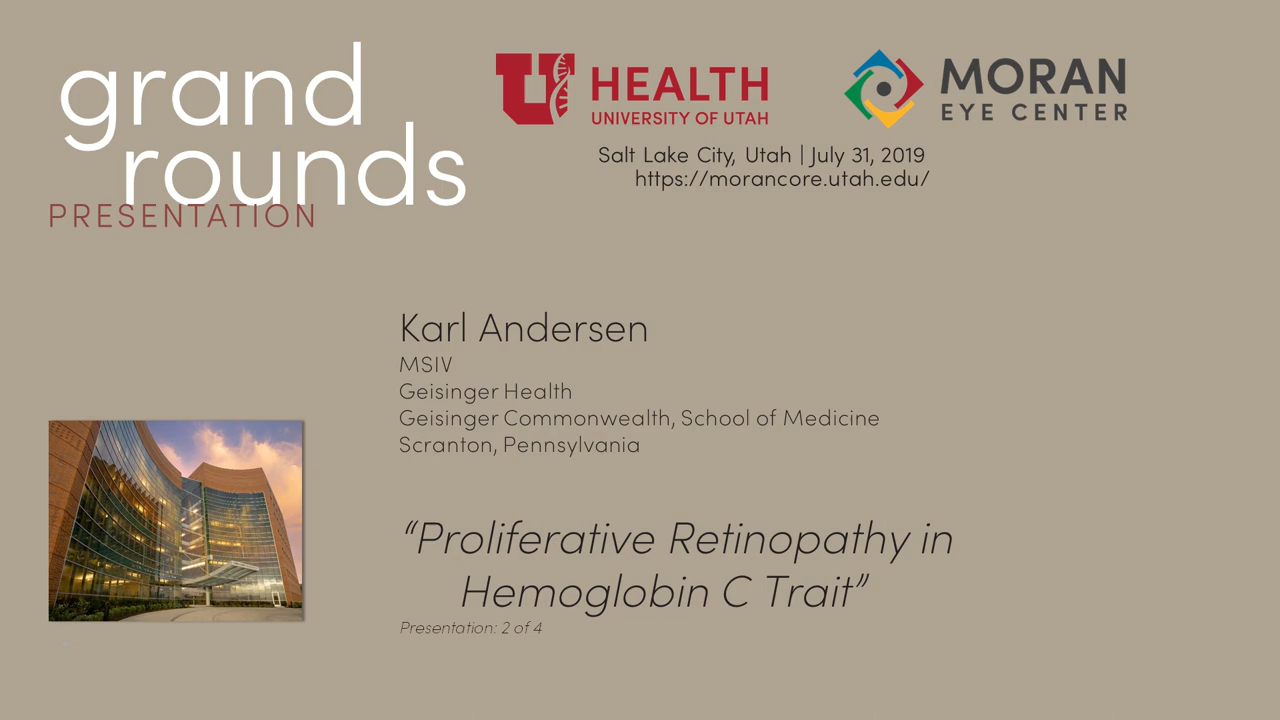 grand
rounds
PRESENTATION
HEALTH
UNIVERSITY OF UTAH
MORAN
EYE CENTER
Salt Lake City, Utah | July 31, 2019
https://morancore.utah.edu/
Karl Andersen
MSIV
Geisinger Health
Geisinger Commonwealth, School of Medicine
Scranton, Pennsylvania
“Proliferative Retinopathy in
Hemoglobin C Trait”
Presentation: 2 of 4